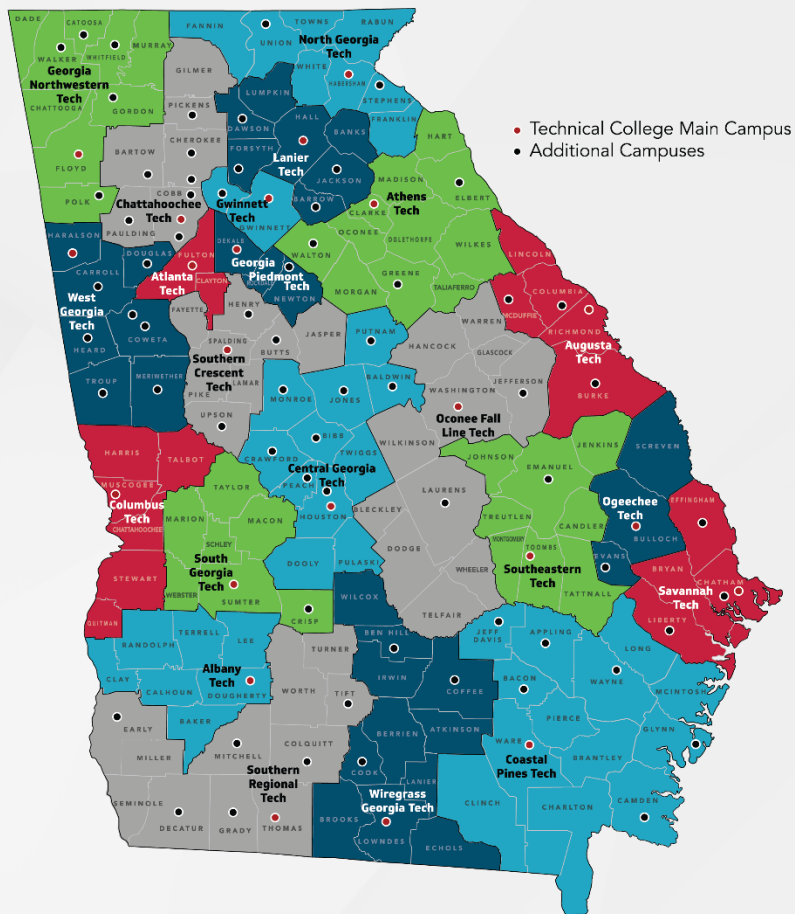 DADE
CATOOSA
WALKER
WHITFIELD
MURRAY
Georgia
Northwestern
Tech
CHATTOOGA
GORDON
FLOYD
POLK
FANNIN
UNION
TOWNS
RABUN
North Georgia
Tech
WHITE
HABERSHAM
STEPHENS
FRANKLIN
GILMER
PICKENS
BARTOW
CHEROKEE
COBB
Chattahoochee
Tech
PAULDING
LUMPKIN
DAWSON
HALL
BANKS
FORSYTH
Lanier
Tech
JACKSON
BARROW
Gwinnett
Tech
GWINNETT
HART
MADISON
ELBERT
Athens
Tech
CLARKE
OCONEE
OGLETHORPE
WILKES
WALTON
GREENE
MORGAN
TALIAFERRO
Technical College Main Campus
Additional Campuses
HARALSON
CARROLL
DOUGLAS
West
Georgia
Tech
COWETA
HEARD
TROUP
MERIWETHER
FULTON
Atlanta
Tech
CLAYTON
DEKALB
Georgia
Piedmont
Tech
ROCKDALE
NEWTON
FAYETTE
HENRY
SPALDING
BUTTS
JASPER
Southern
Crescent
Tech
LAMAR
PIKE
UPSON
LINCOLN
COLUMBIA
MCDUFFIE
RICHMOND
Augusta
Tech
BURKE
WARREN
HANCOCK
GLASCOCK
WASHINGTON
JEFFERSON
Oconee Fall
Line Tech
WILKINSON
LAURENS
BLECKLEY
DODGE
WHEELER
TELFAIR
PUTNAM
BALDWIN
MONROE
JONES
BIBB
CRAWFORD
TWIGGS
Central Georgia
Tech
PEACH
HOUSTON
DOOLY
PULASKI
HARRIS
TALBOT
MUSCOGEE
Columbus
Tech
CHATTAHOOCHEE
STEWART
QUITMAN
TAYLOR
MARION
MACON
SCHLEY
South
Georgia
Tech
WEBSTER
SUMTER
CRISP
JOHNSON
EMANUEL
JENKINS
TREUTLEN
CANDLER
MONTGOMERY
TOOMBS
Southeastern
Tech
TATTNALL
SCREVEN
Ogeechee
Tech
BULLOCH
EVANS
EFFINGHAM
BRYAN
CHATHAM
Savannah
Tech
LIBERTY
RANDOLPH
TERRELL
LEE
Albany
Tech
CLAY
CALHOUN
DOUGHERTY
BAKER
EARLY
MILLER
MITCHELL
TURNER
WORTH
TIFT
COLQUITT
Southern
Regional
Tech
SEMINOLE
DECATUR
GRADY
THOMAS
WILCOX
BEN HILL
IRWIN
COFFEE
BERRIEN
ATKINSON
COOK
LANIER
Wiregrass
Georgia Tech
BROOKS
LOWNDES
ECHOLS
JEFF
DAVIS
APPLING
LONG
BACON
WAYNE
MCINTOSH
PIERCE
WARE
GLYNN
BRANTLEY
Coastal
Pines Tech
CLINCH
CHARLTON
CAMDEN